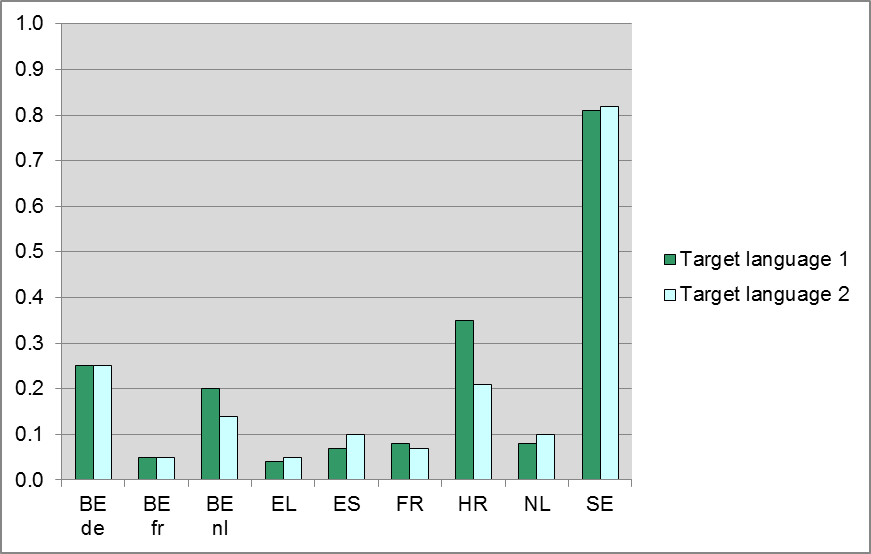 1.0
0.9
0.8
0.7
0.6
0.5
0.4
0.3
0.2
0.1
0.0
BE BE BE EL ES FR HR NL SE
de fr nl
Target language 1
Target language 2